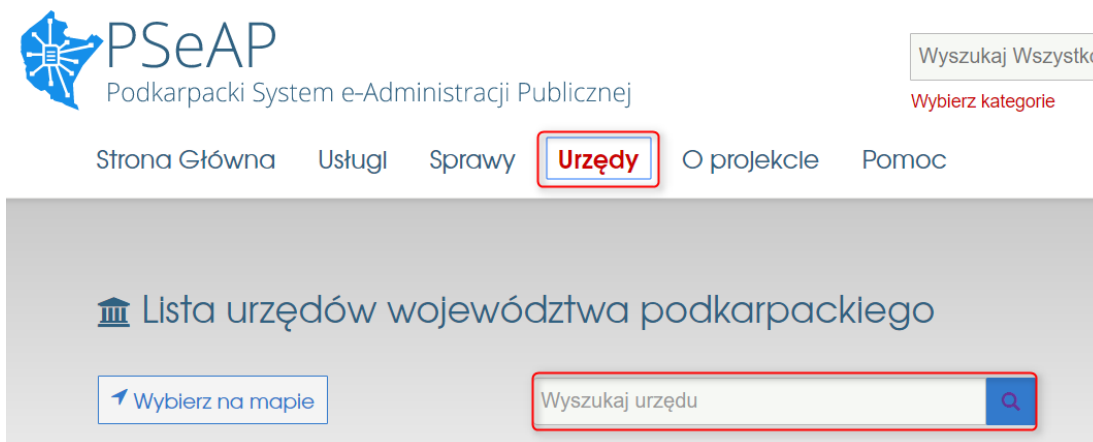 PSeAP
Podkarpacki System e-Administracji Publicznej
Wyszukaj
Wybierz kategorie
Strona Główna Usługi Sprawy Urzędy O projekcie Pomoc
Lista urzędów województwa podkarpackiego
Wybierz na mapie Wyszukaj urzędu